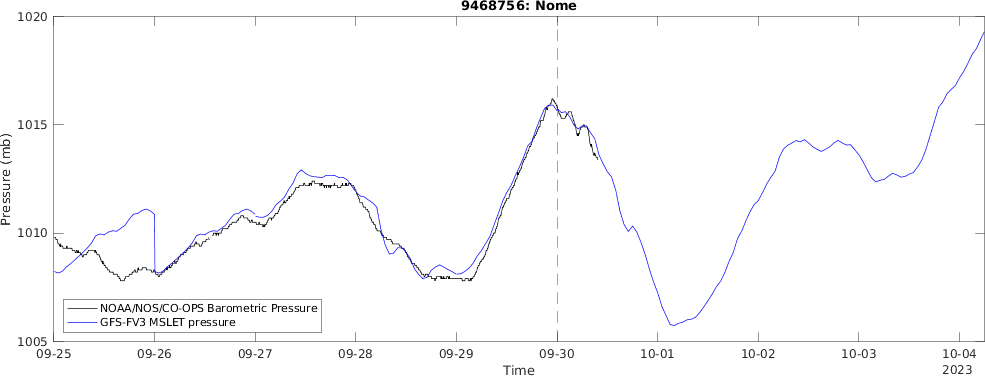 9468756: Nome
1020
1015
1010
1005
Pressure (mb)
NOAA/NOS/CO-OPS Barometric Pressure
GFS-FV3 MSLET pressure
09-25 09-26 09-27 09-28 09-29 09-30 10-01 10-02 10-03 10-04
Time 2023